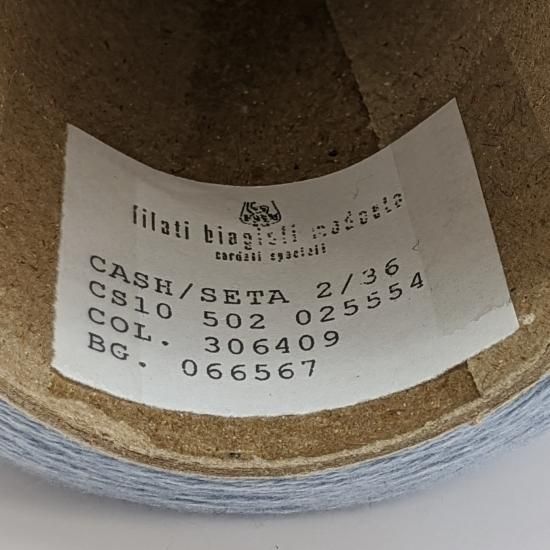 filati biagioli modesto
cardati speciali
CASH/SETA 2/36
CS10 502 025554
COL. 306409
BG. 066567